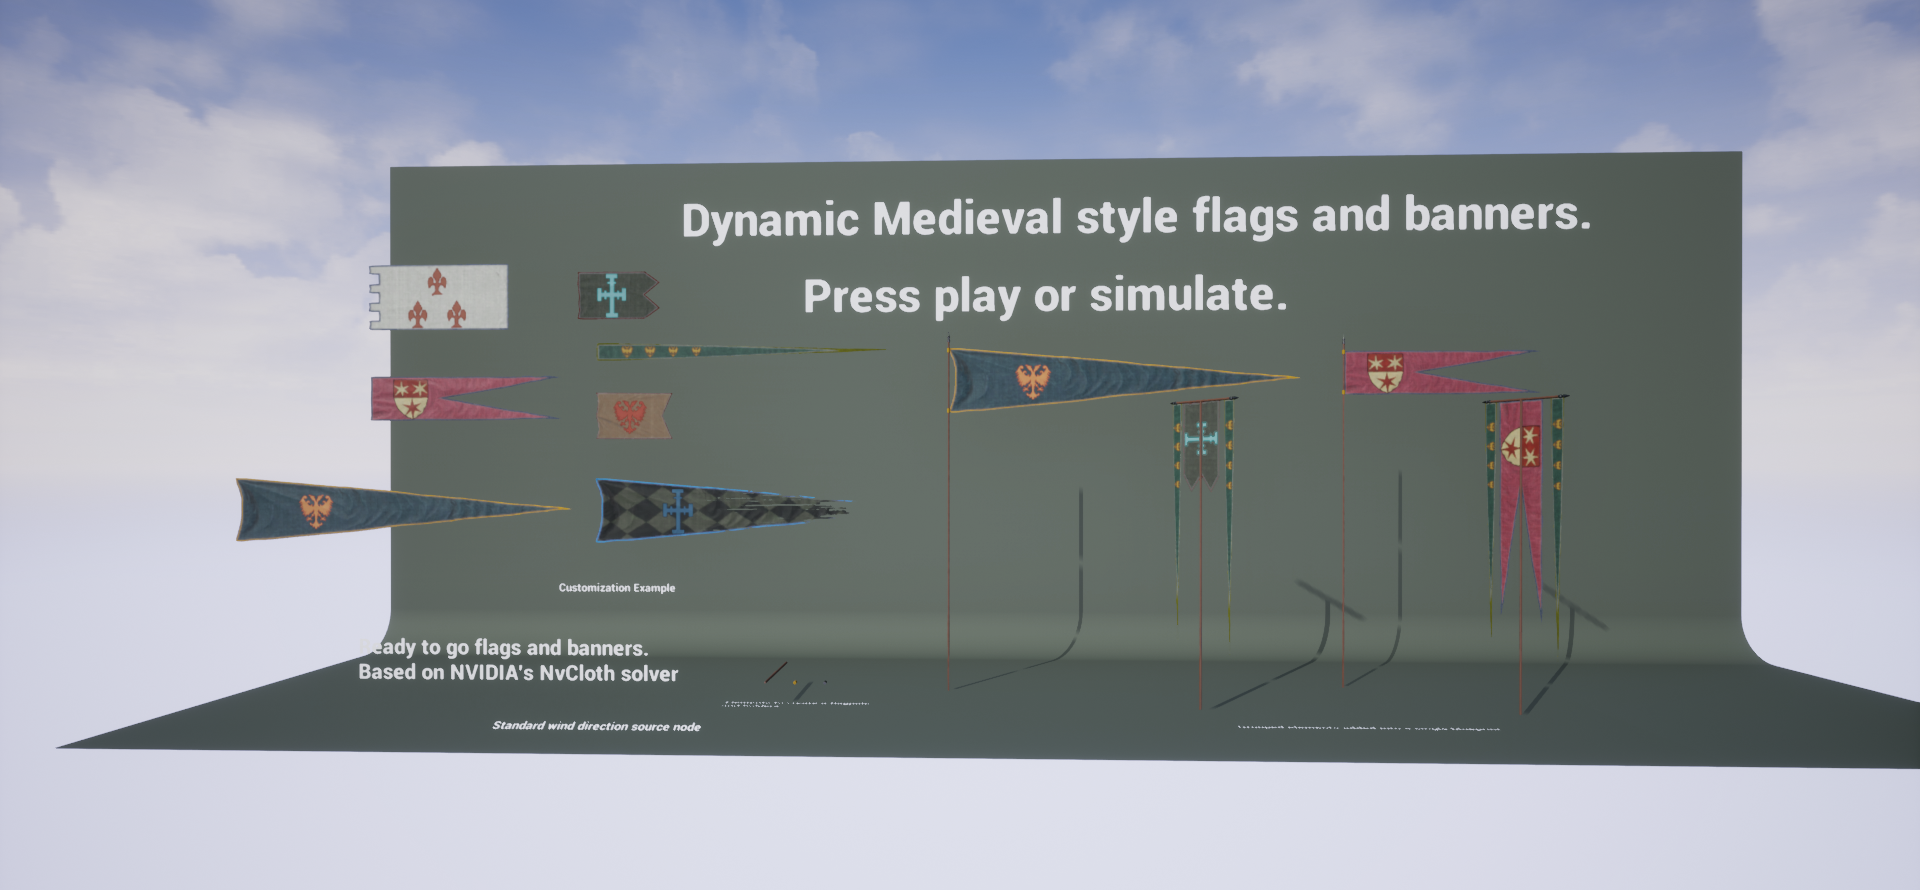 Dynamic Medieval style flags and banners.
Press play or simulate.
Customization Example
eady to go flags and banners.
Based on NVIDIA's NvCloth solver
Standard wind direction source node